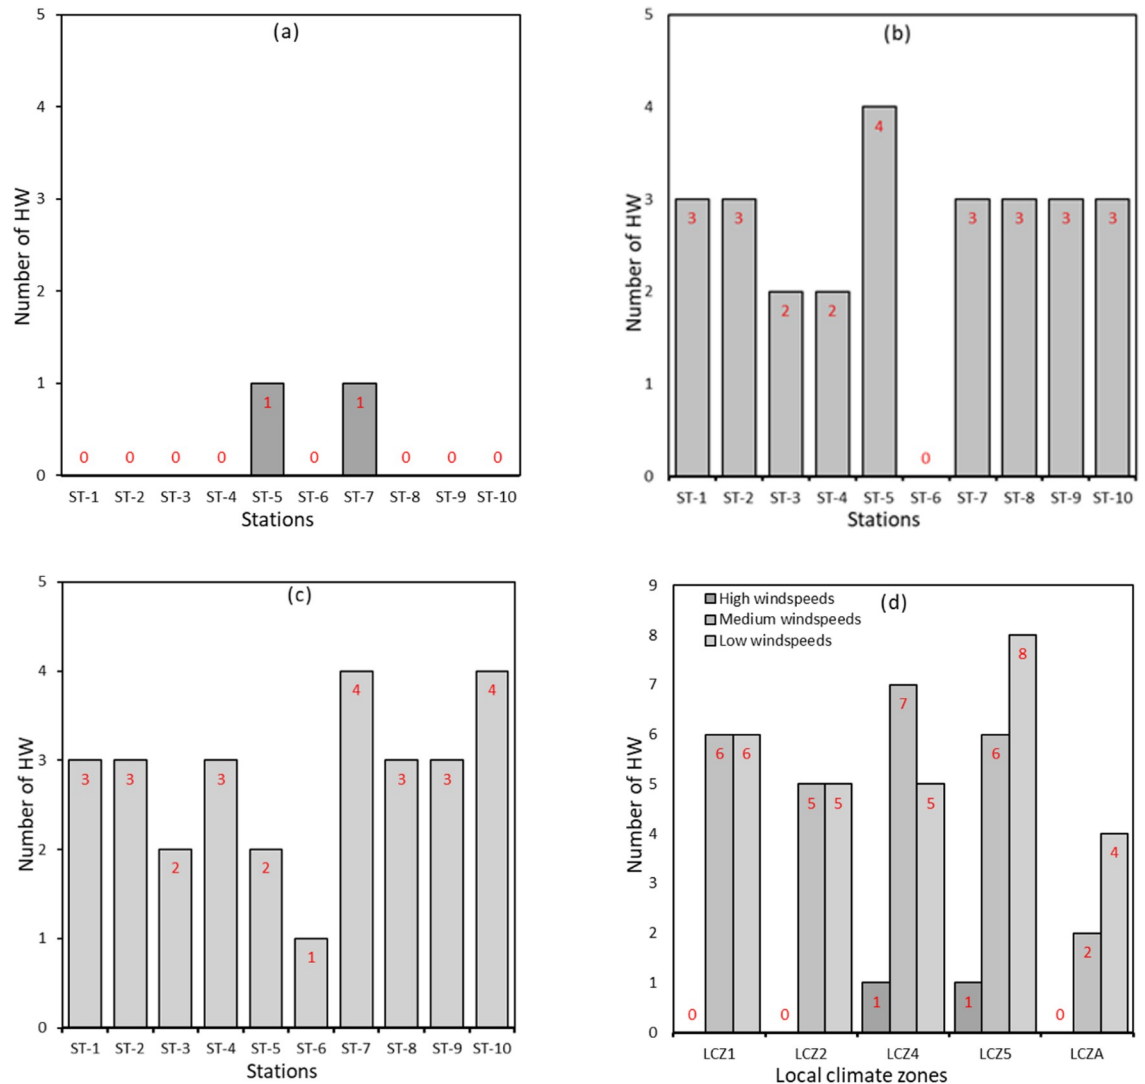 (a)
Number of HW
5
4
3
2
1
0
0 0 0 0 1 0 1 0 0 0
ST-1 ST-2 ST-3 ST-4 ST-5 ST-6 ST-7 ST-8 ST-9 ST-10
Stations
(b)
Number of HW
5
4
3
2
1
0
3 3 2 2 4 0 3 3 3 3
ST-1 ST-2 ST-3 ST-4 ST-5 ST-6 ST-7 ST-8 ST-9 ST-10
Stations
(c)
Number of HW
5
4
3
2
1
0
3 3 2 3 2 1 4 3 3 4
ST-1 ST-2 ST-3 ST-4 ST-5 ST-6 ST-7 ST-8 ST-9 ST-10
Stations
(d)
High windspeeds
Medium windspeeds
Low windspeeds
Number of HW
9
8
7
6
5
4
3
2
1
0
0 6 6 0 5 5 1 7 5 1 6 8 0 2 4
LCZ1 LCZ2 LCZ4 LCZ5 LCZA
Local climate zones